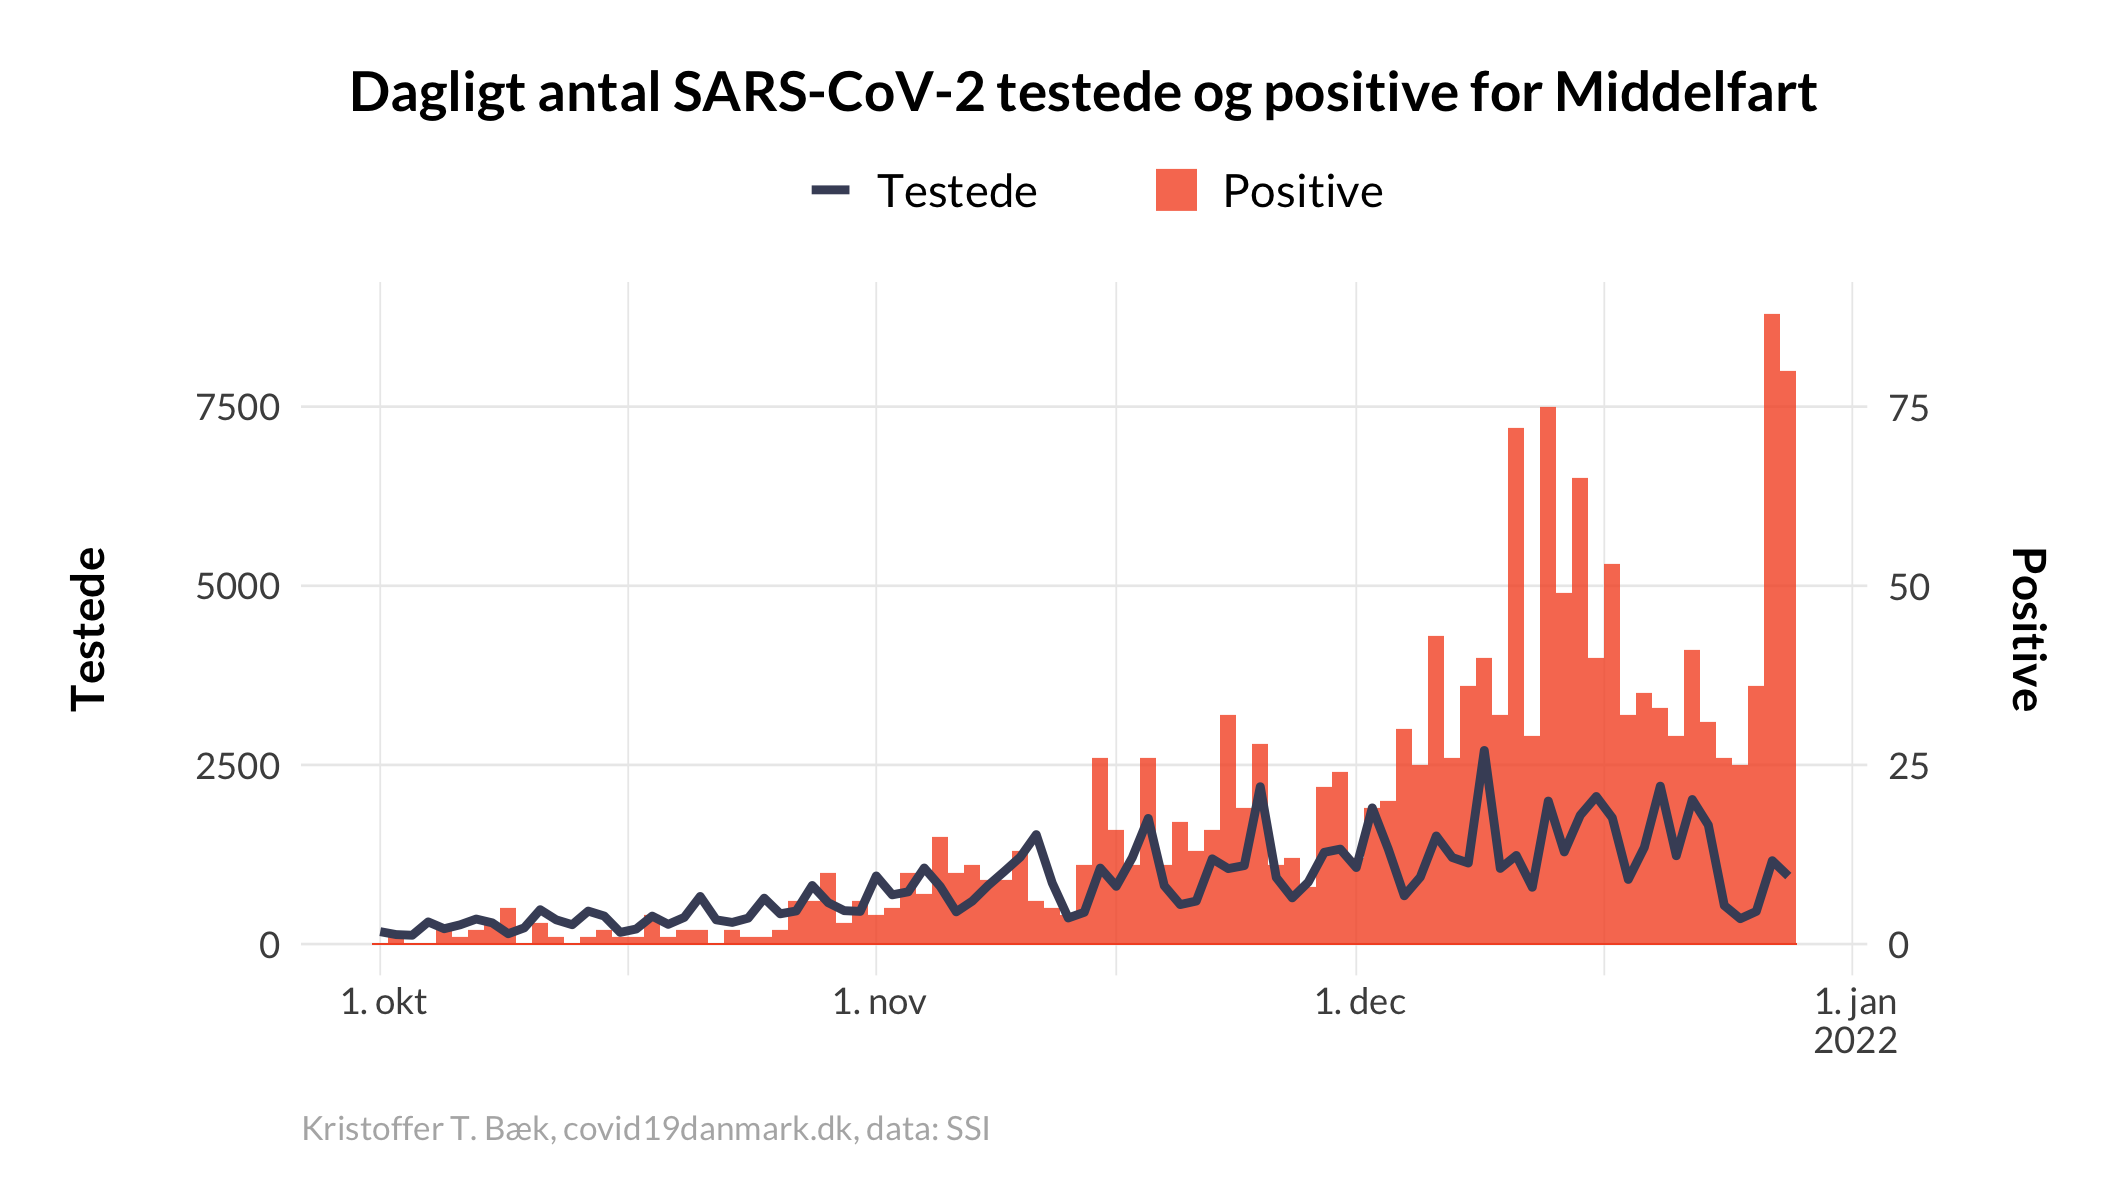 Dagligt antal SARS-CoV-2 testede og positive for Middelfart
Testede Positive
Testede
7500
5000
2500
0
75
50
25
0
Positive
1. okt 1. nov 1. dec 1. jan
2022
Kristoffer T. Bæk, covid19danmark.dk, data: SSI